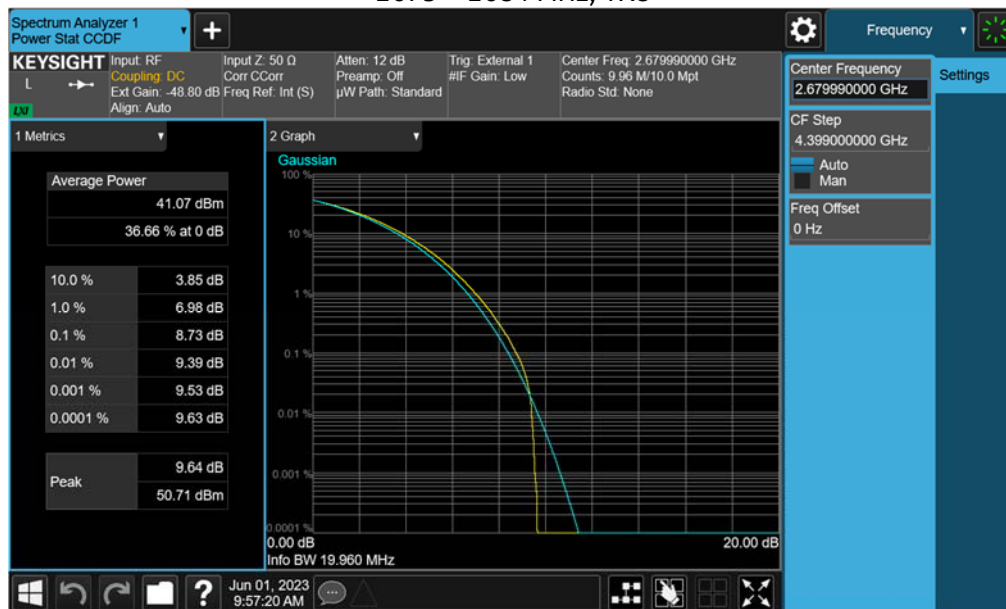 Spectrum Analyzer 1
Power Stat CCDF
Frequency
KEYSIGHT
L
LXI
Input: RF
Coupling: DC
Ext Gain: -48.80 dB
Align: Auto
Input Z: 50 Ω
Corr CCorr
Freq Ref: Int (S)
Atten: 12 dB
Preamp: Off
µW Path: Standard
Trig: External 1
#IF Gain: Low
Center Freq: 2.679990000 GHz
Counts: 9.96 M/10.0 Mpt
Radio Std: None
Center Frequency
2.679990000 GHz
Settings
CF Step
4.399000000 GHz
Auto
Man
Freq Offset
0 Hz
1 Metrics
Average Power
41.07 dBm
36.66 % at 0 dB
10.0 % 3.85 dB
1.0 % 6.98 dB
0.1 % 8.73 dB
0.01 % 9.39 dB
0.001 % 9.53 dB
0.0001 % 9.63 dB
Peak
9.64 dB
50.71 dBm
2 Graph
Gaussian
100 %
10 %
1 %
0.1 %
0.01 %
0.001 %
0.0001 %
0.00 dB 20.00 dB
Info BW 19.960 MHz
?
Jun 01, 2023
9:57:20 AM